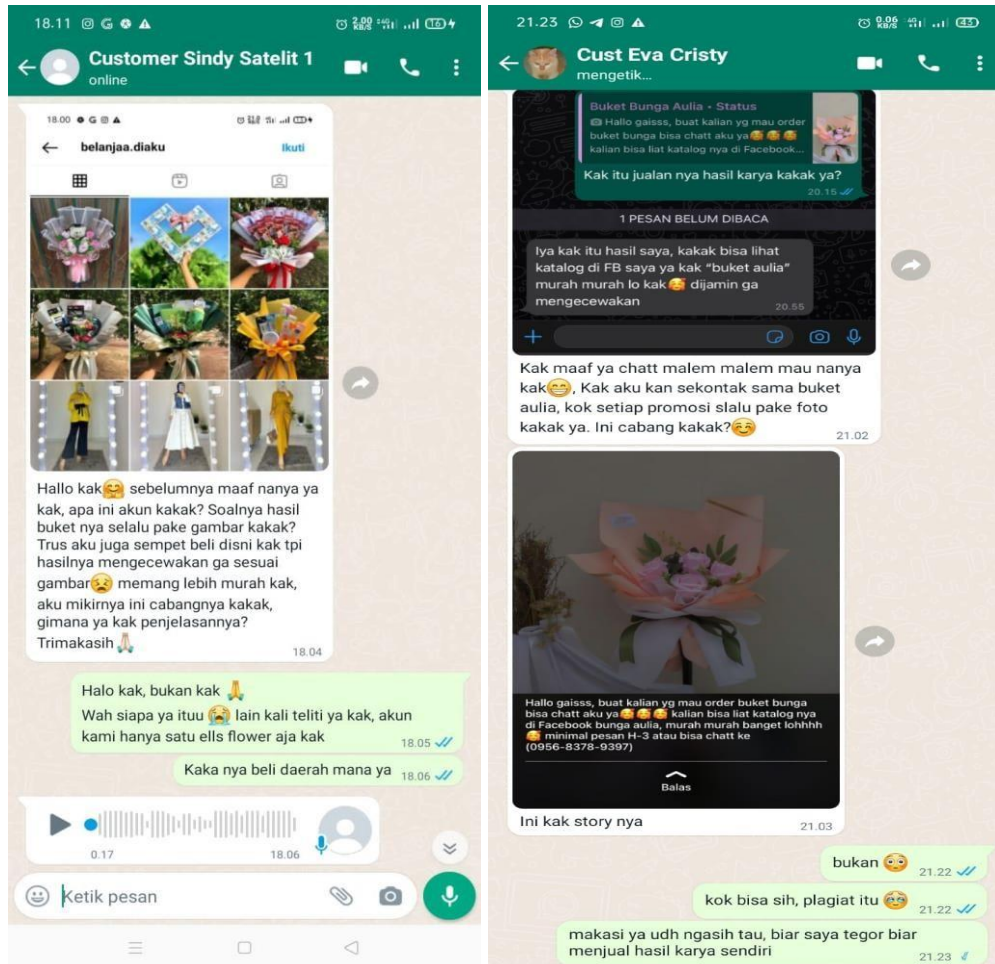 18.11
2.00 KB/S
16
Customer Sindy Satelit 1
online
18.00
belanjaa.diaku
Ikuti
Hallo kak🤗 sebelumnya maaf nanya ya
kak, apa ini akun kakak? Soalnya hasil
buket nya selalu pake gambar kakak?
Trus aku juga sempet beli disni kak tpi
hasilnya mengecewakan ga sesuai
gambar😣 memang lebih murah kak,
aku mikirnya ini cabangnya kakak,
gimana ya kak penjelasannya?
Trimakasih🙏
18.04
Halo kak, bukan kak 🙏
Wah siapa ya ituu 😭 lain kali teliti ya kak, akun
kami hanya satu ells flower aja kak
18.05
Kaka nya beli daerah mana ya
18.06
0.17
18.06
Ketik pesan
21.23
0.06 KB/S
43
Cust Eva Cristy
mengetik...
Buket Bunga Aulia • Status
Hallo gaisss, buat kalian yg mau order
buket bunga bisa chatt aku ya🥰🥰🥰
kalian bisa liat katalog nya di Facebook...
Kak itu jualan nya hasil karya kakak ya?
20.15
1 PESAN BELUM DIBACA
Iya kak itu hasil saya, kakak bisa lihat
katalog di FB saya ya kak “buket aulia”
murah murah lo kak🥰 dijamin ga
mengecewakan
20.55
Kak maaf ya chatt malem malem mau nanya
kak😁, Kak aku kan sekontak sama buket
aulia, kok setiap promosi slalu pake foto
kakak ya. Ini cabang kakak?☺️
21.02
Hallo gaisss, buat kalian yg mau order buket bunga
bisa chatt aku ya🥰🥰🥰 kalian bisa liat katalog nya
di Facebook bunga aulia, murah murah banget lohhhh
🥰 minimal pesan H-3 atau bisa chatt ke
(0956-8378-9397)
Balas
Ini kak story nya
21.03
bukan 😳
21.22
kok bisa sih, plagiat itu 🥹
21.22
makasi ya udh ngasih tau, biar saya tegor biar
menjual hasil karya sendiri
21.23